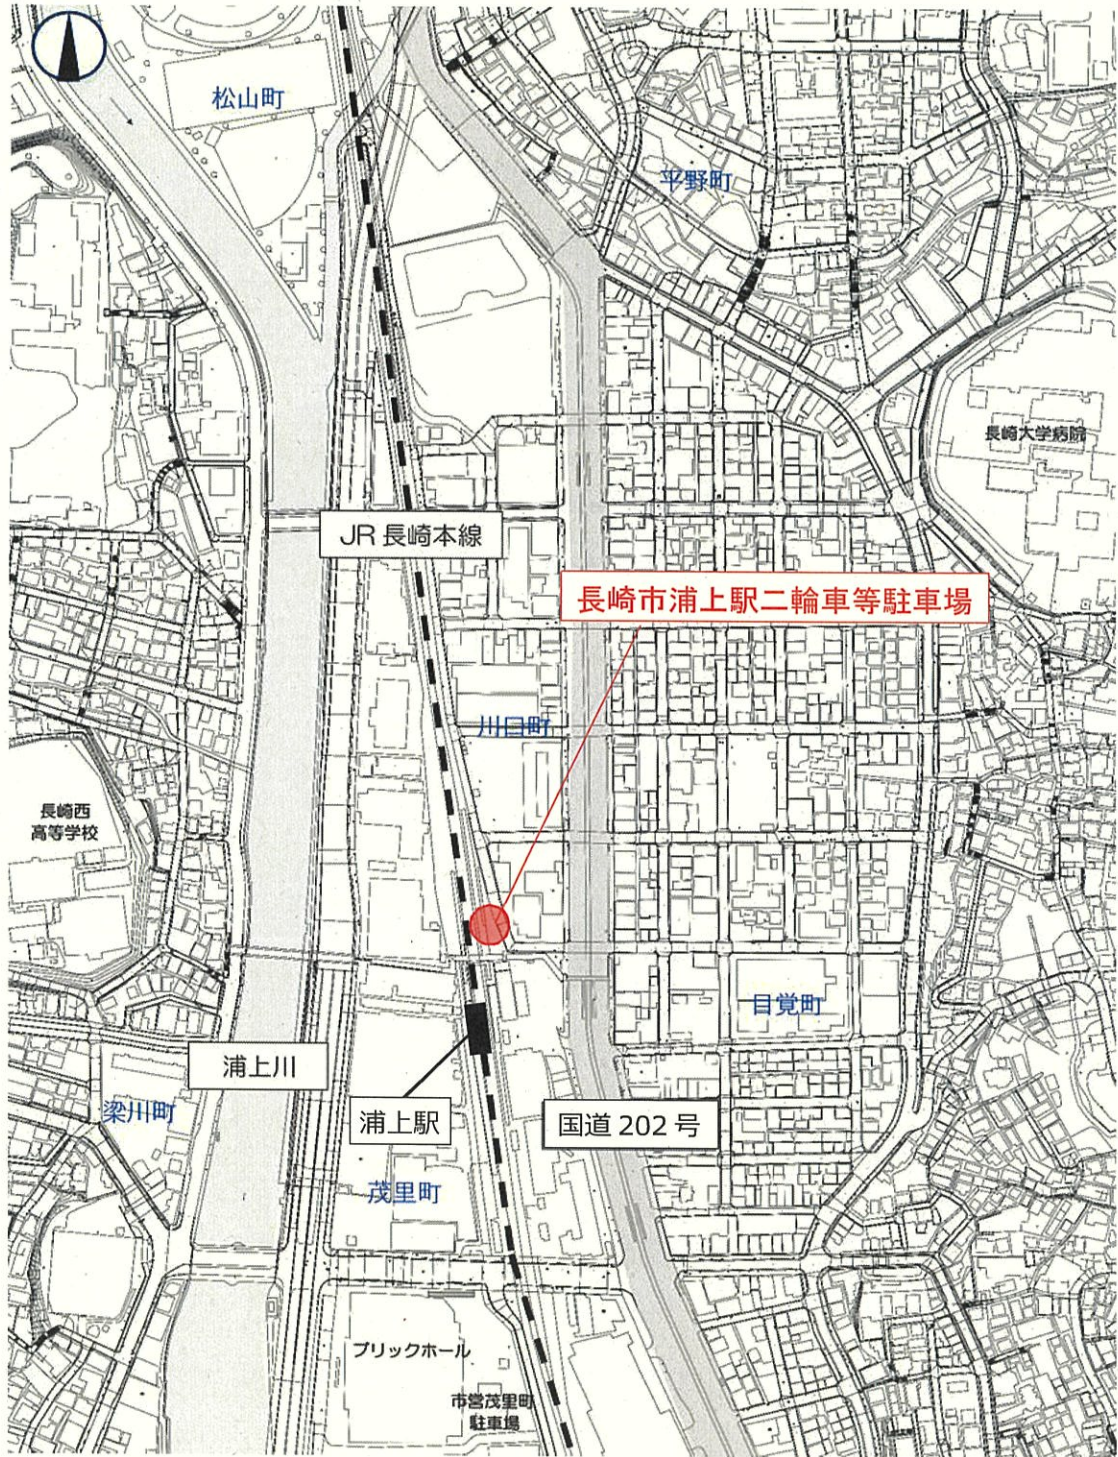 松山町
平野町
長崎大学病院
JR 長崎本線
長崎市浦上駅二輪車等駐車場
川口町
長崎西
高等学校
目覚町
浦上川
梁川町
浦上駅
国道 202 号
茂里町
ブリックホール
市営茂里町
駐車場